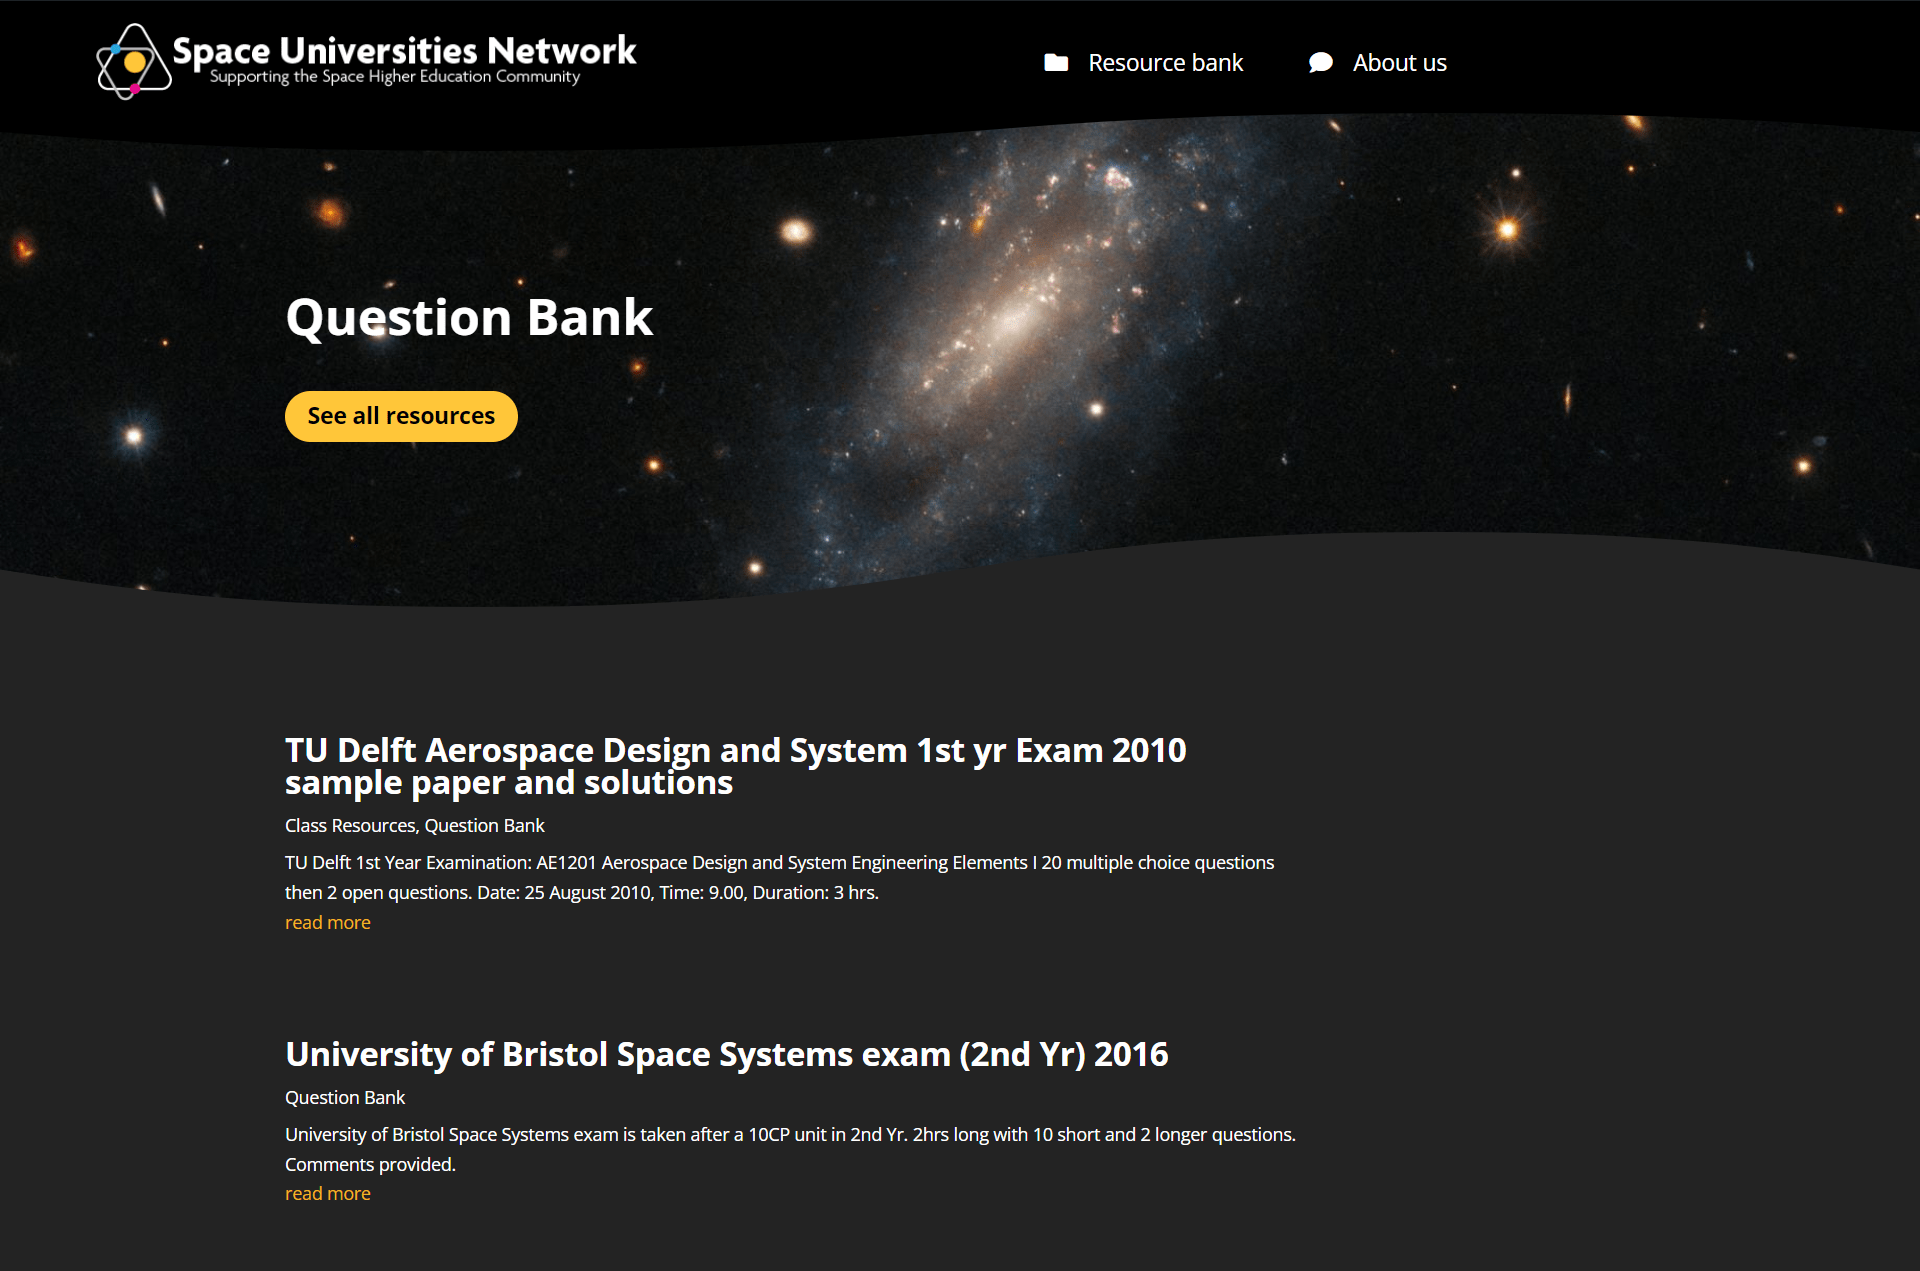 Space Universities Network
Supporting the Space Higher Education Community
Resource bank
About us
Question Bank
See all resources
TU Delft Aerospace Design and System 1st yr Exam 2010
sample paper and solutions
Class Resources, Question Bank
TU Delft 1st Year Examination: AE1201 Aerospace Design and System Engineering Elements I 20 multiple choice questions
then 2 open questions. Date: 25 August 2010, Time: 9.00, Duration: 3 hrs.
read more
University of Bristol Space Systems exam (2nd Yr) 2016
Question Bank
University of Bristol Space Systems exam is taken after a 10CP unit in 2nd Yr. 2hrs long with 10 short and 2 longer questions.
Comments provided.
read more